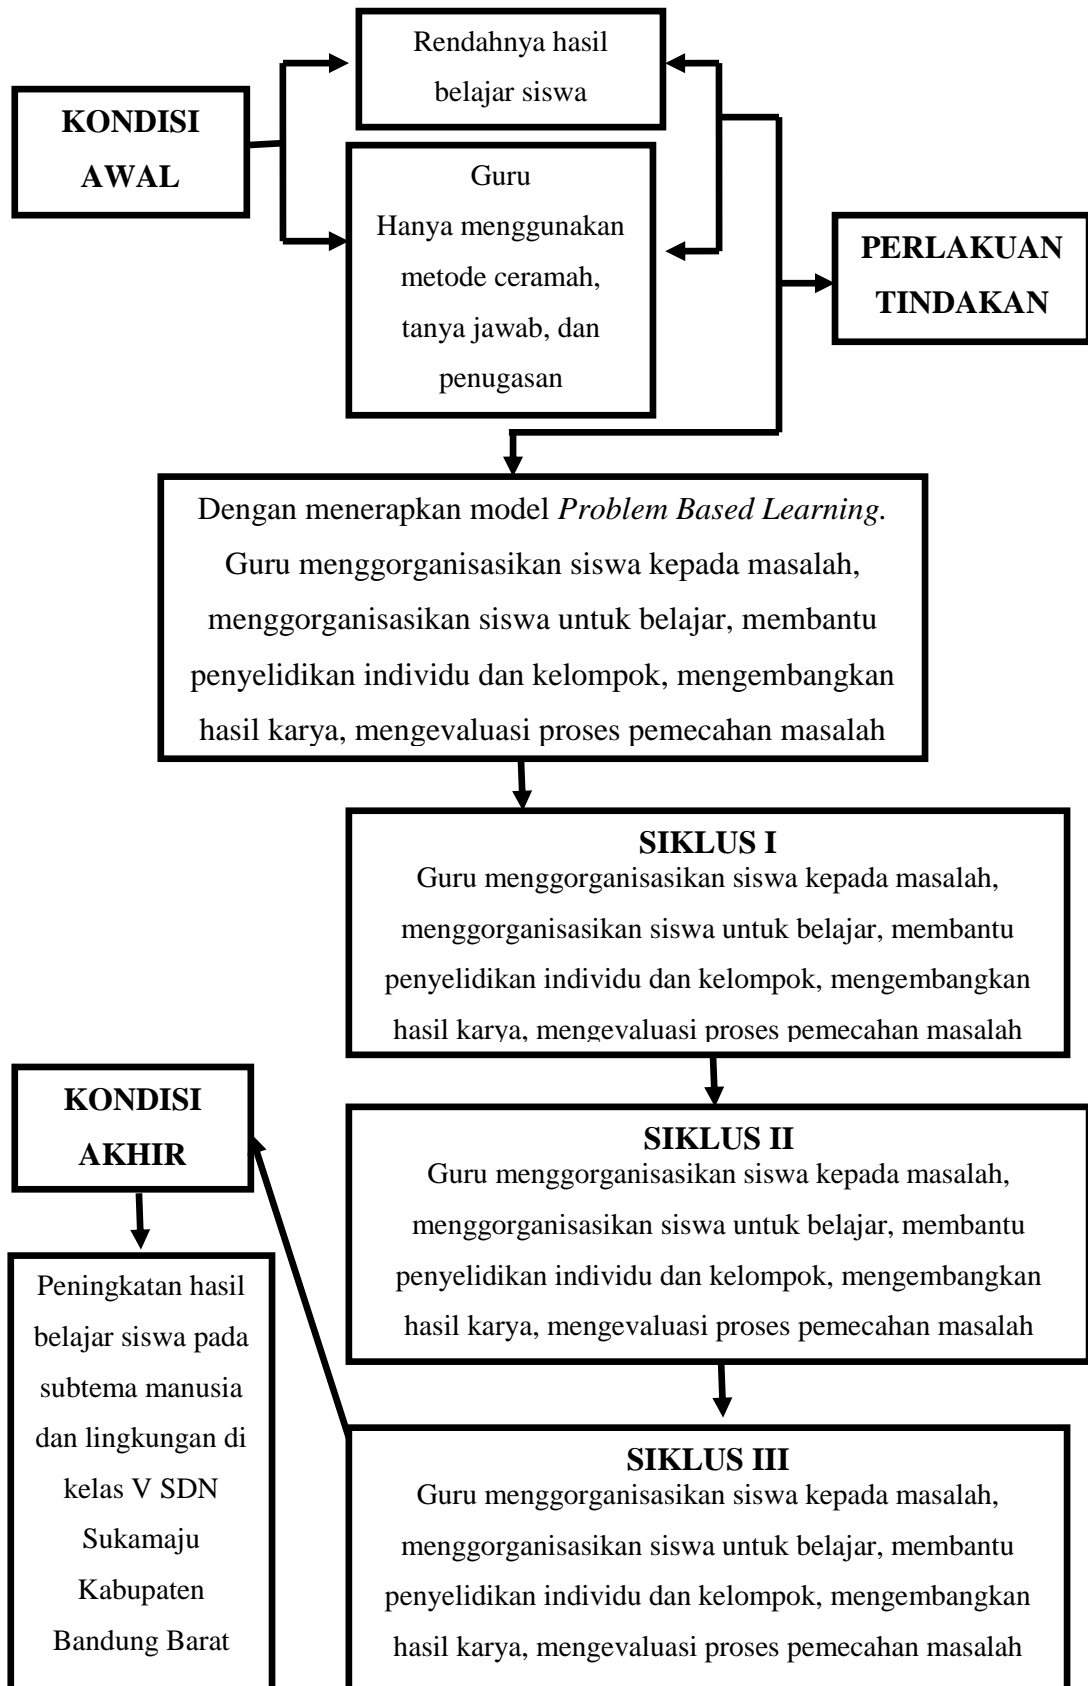 Rendahnya hasil
belajar siswa
KONDISI
AWAL
Guru
Hanya menggunakan
metode ceramah,
tanya jawab, dan
penugasan
PERLAKUAN
TINDAKAN
Dengan menerapkan model Problem Based Learning.
Guru menggorganisasikan siswa kepada masalah,
menggorganisasikan siswa untuk belajar, membantu
penyelidikan individu dan kelompok, mengembangkan
hasil karya, mengevaluasi proses pemecahan masalah
SIKLUS I
Guru menggorganisasikan siswa kepada masalah,
menggorganisasikan siswa untuk belajar, membantu
penyelidikan individu dan kelompok, mengembangkan
hasil karya, mengevaluasi proses pemecahan masalah
KONDISI
AKHIR
SIKLUS II
Guru menggorganisasikan siswa kepada masalah,
menggorganisasikan siswa untuk belajar, membantu
penyelidikan individu dan kelompok, mengembangkan
hasil karya, mengevaluasi proses pemecahan masalah
Peningkatan hasil
belajar siswa pada
subtema manusia
dan lingkungan di
kelas V SDN
Sukamaju
Kabupaten
Bandung Barat
SIKLUS III
Guru menggorganisasikan siswa kepada masalah,
menggorganisasikan siswa untuk belajar, membantu
penyelidikan individu dan kelompok, mengembangkan
hasil karya, mengevaluasi proses pemecahan masalah